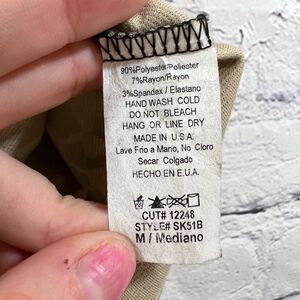 90%Polyester/Poliester
7%Rayon/Rayon
3%Spandex / Elastano
HAND WASH COLD
DO NOT BLEACH
HANG OR LINE DRY
MADE IN U.S.A.
Lave Frio a Mano, No Cloro
Secar Colgado
HECHO EN E.U.A.
CUT# 12248
STYLE# SK51B
M / Mediano